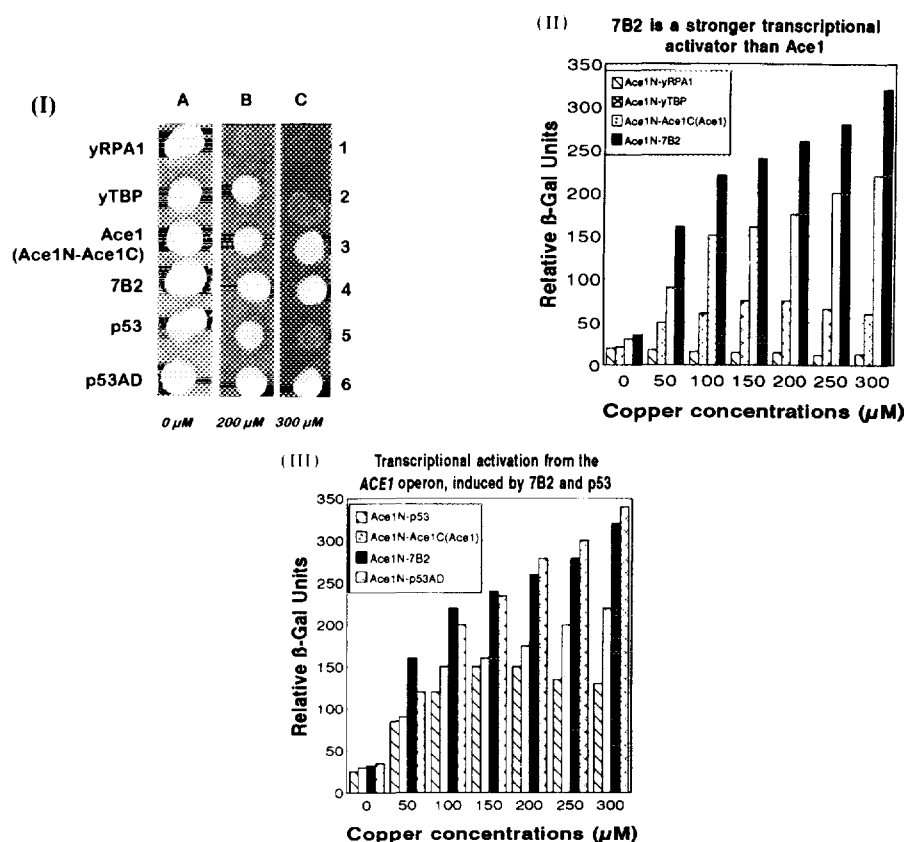 (I)
A B C
yRPA1 1
yTBP 2
Ace1
(Ace1N-Ace1C) 3
7B2 4
p53 5
p53AD 6
0 µM 200 µM 300 µM
(II) 7B2 is a stronger transcriptional
activator than Ace1
350
300
250
200
150
100
50
0
Relative ß-Gal Units
Ace1N-yRPA1
Ace1N-yTBP
Ace1N-Ace1C(Ace1)
Ace1N-7B2
0 50 100 150 200 250 300
Copper concentrations (µM)
(III) Transcriptional activation from the
ACE1 operon, induced by 7B2 and p53
350
300
250
200
150
100
50
0
Relative ß-Gal Units
Ace1N-p53
Ace1N-Ace1C(Ace1)
Ace1N-7B2
Ace1N-p53AD
0 50 100 150 200 250 300
Copper concentrations (µM)